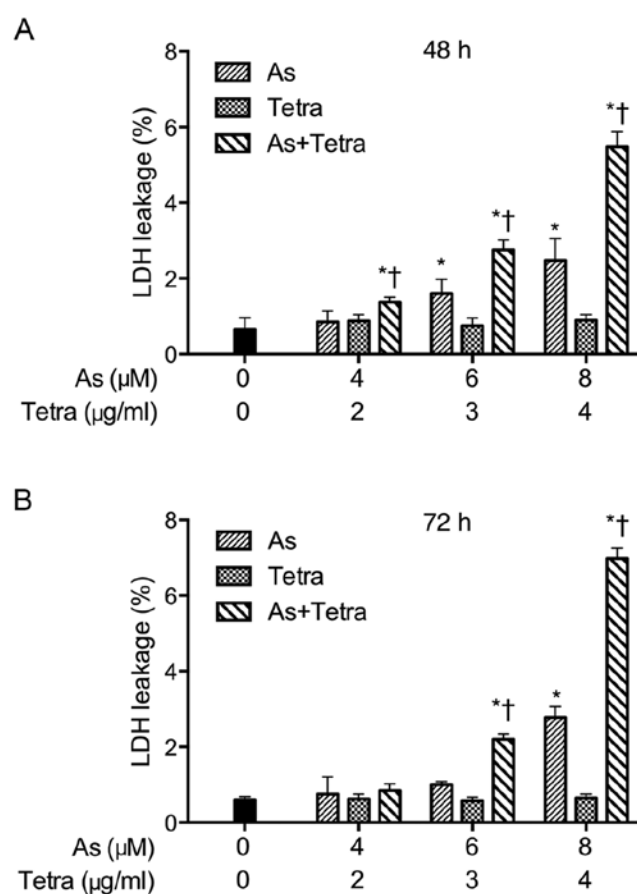 A
48 h
8
6
4
2
0
LDH leakage (%)
As
Tetra
As+Tetra
*†
*
*†
*
*†
As (µM) 0 4 6 8
Tetra (µg/ml) 0 2 3 4
B
72 h
8
6
4
2
0
LDH leakage (%)
As
Tetra
As+Tetra
*†
*
*†
As (µM) 0 4 6 8
Tetra (µg/ml) 0 2 3 4